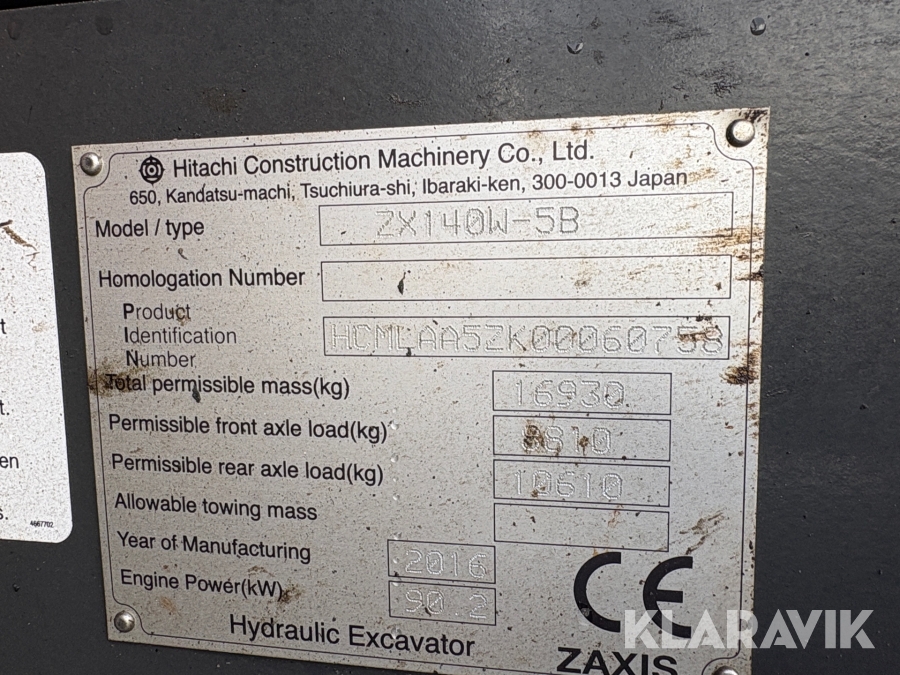 Hitachi Construction Machinery Co., Ltd.
650, Kandatsu-machi, Tsuchiura-shi, Ibaraki-ken, 300-0013 Japan
Model / type ZX140W-5B
Homologation Number
Product
Identification
Number
HCMLAA5ZK00060758
Total permissible mass(kg) 16930
Permissible front axle load(kg) 8810
Permissible rear axle load(kg) 10610
Allowable towing mass
Year of Manufacturing 2016
Engine Power(kW) 90.2
Hydraulic Excavator
CE
ZAXIS
t
t.
en
s.
4667702
KLARAVIK